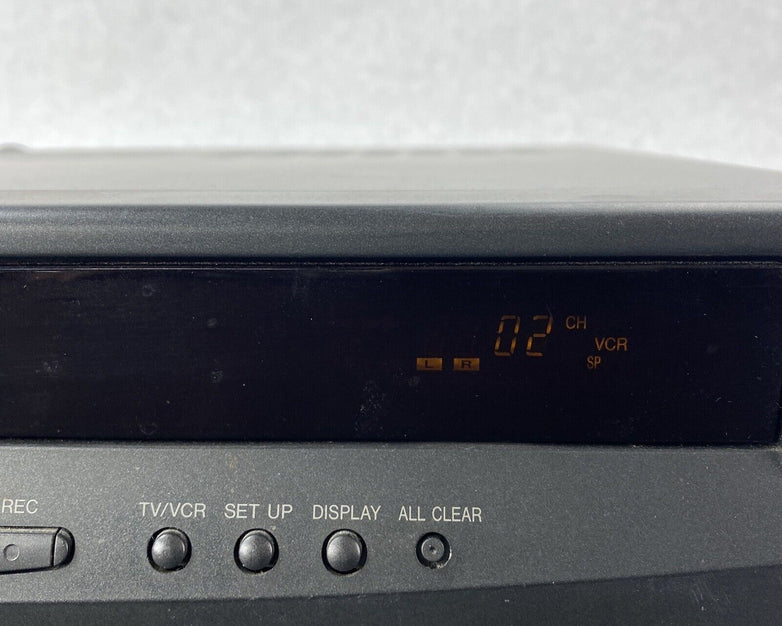 02 CH
VCR
L R SP
REC
TV/VCR SET UP DISPLAY ALL CLEAR